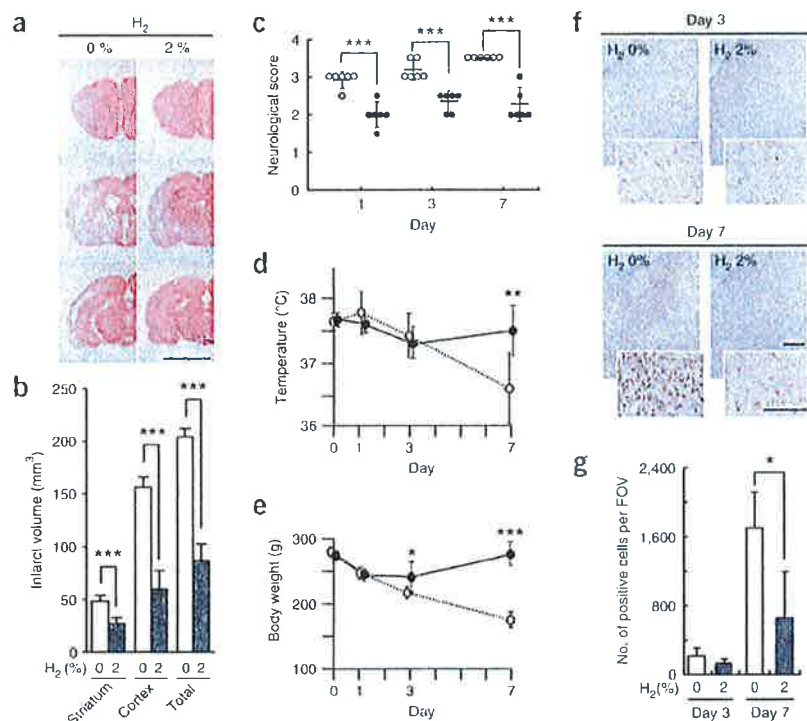 a
H₂
0 % 2 %
b
Infarct volume (mm³)
250
200
150
100
50
0
***
***
***
H₂ (%) 0 2 0 2 0 2
Striatum Cortex Total
c
Neurological score
4
3
2
1
0
*** *** ***
1 3 7
Day
d
Temperature (°C)
38
37
36
**
0 1 3 7
Day
e
Body weight (g)
300
200
100
* ***
0 1 3 7
Day
f
Day 3
H₂ 0% H₂ 2%
Day 7
H₂ 0% H₂ 2%
g
No. of positive cells per FOV
2,400
1,600
800
0
*
H₂(%) 0 2 0 2
Day 3 Day 7